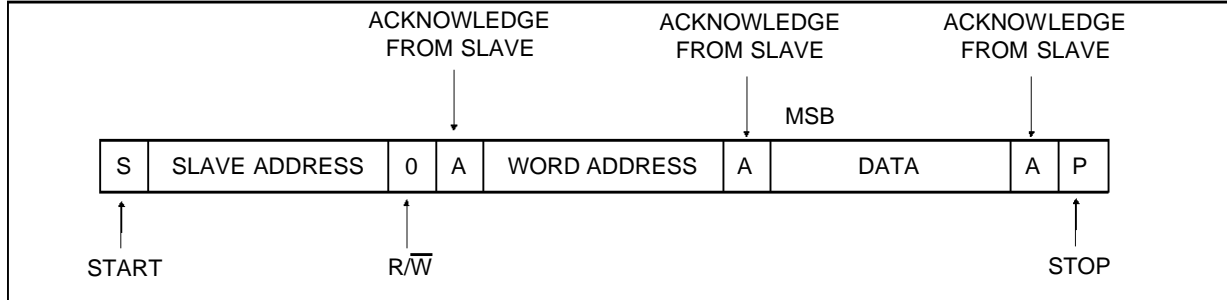 ACKNOWLEDGE
FROM SLAVE
ACKNOWLEDGE
FROM SLAVE
ACKNOWLEDGE
FROM SLAVE
MSB
S SLAVE ADDRESS 0 A WORD ADDRESS A DATA A P
START R/W̅ STOP